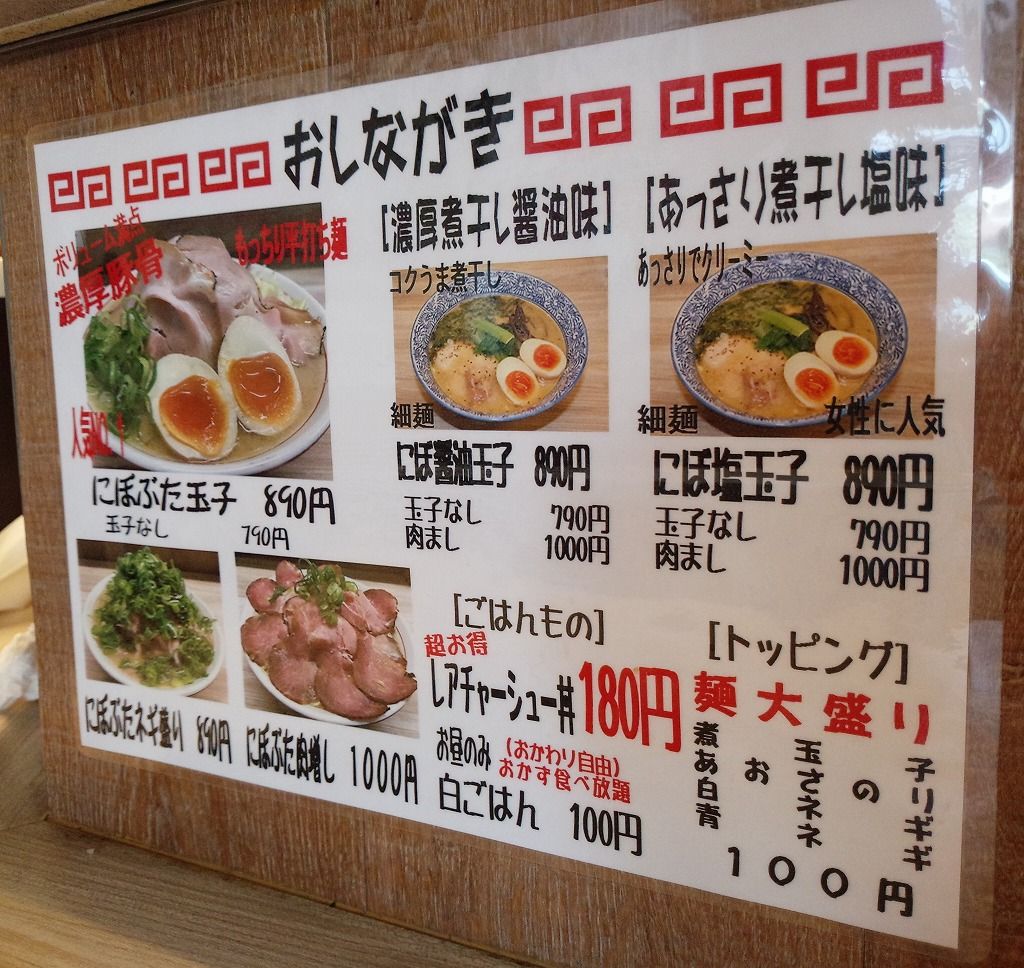 おしながき
ボリューム満点
濃厚豚骨
もっちり平打ち麺
人気NO.1
にぼぶた玉子 890円
玉子なし 790円
にぼぶたネギ盛り 890円
にぼぶた肉増し 1000円
[濃厚煮干し醤油味]
コクうま煮干し
細麺
にぼ醤油玉子 890円
玉子なし 790円
肉まし 1000円
[あっさり煮干し塩味]
あっさりでクリーミー
細麺
女性に人気
にぼ塩玉子 890円
玉子なし 790円
肉まし 1000円
[ごはんもの]
超お得
レアチャーシュー丼 180円
お昼のみ (おかわり自由)
おかず食べ放題
白ごはん 100円
[トッピング]
麺大盛り
煮玉子
あおさのり
白ネギ
青ネギ
100円